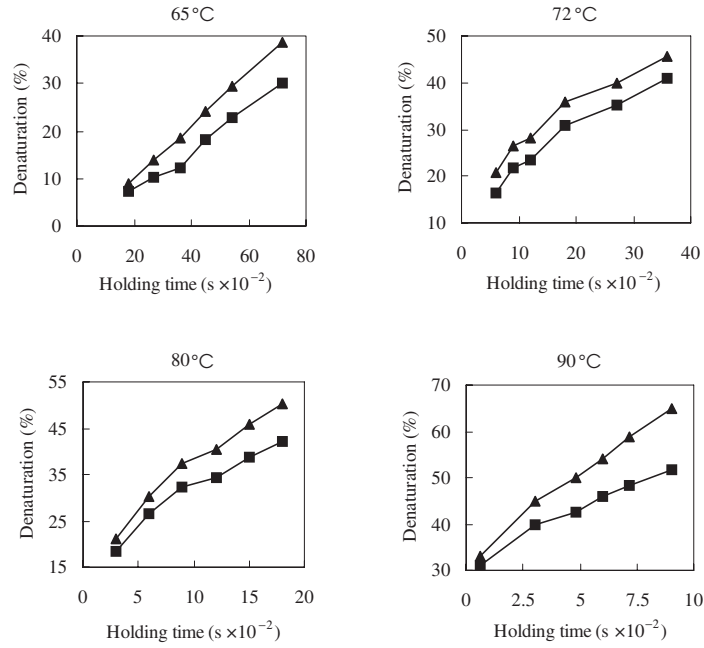 65°C
Denaturation (%)
40
30
20
10
0
0 20 40 60 80
Holding time (s ×10⁻²)
72°C
Denaturation (%)
50
40
30
20
10
0 10 20 30 40
Holding time (s ×10⁻²)
80°C
Denaturation (%)
55
45
35
25
15
0 5 10 15 20
Holding time (s ×10⁻²)
90°C
Denaturation (%)
70
60
50
40
30
0 2.5 5 7.5 10
Holding time (s ×10⁻²)